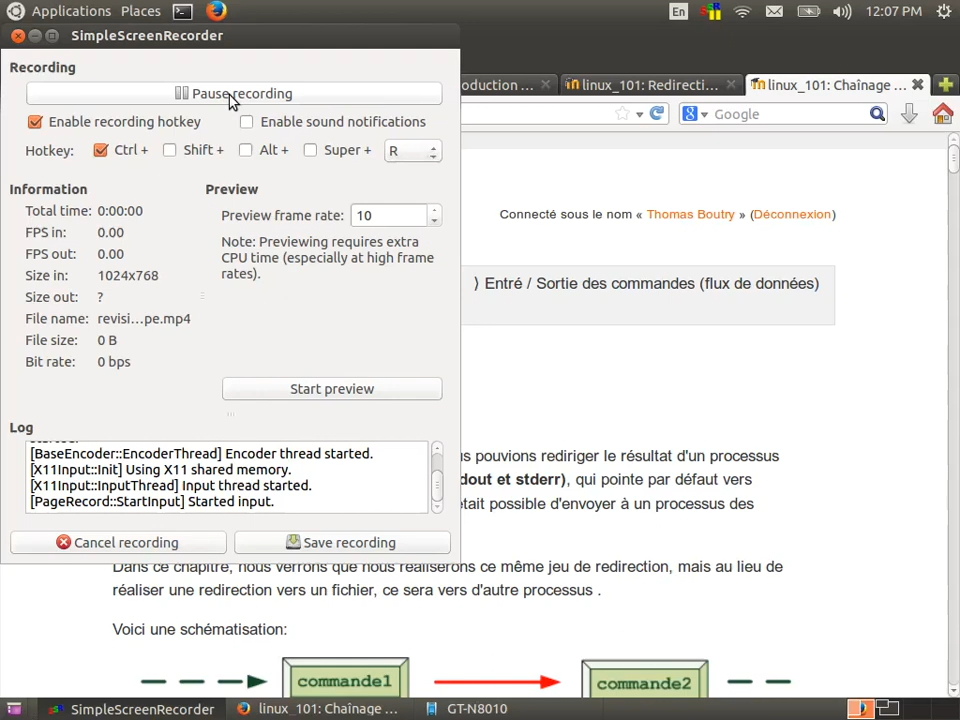 Applications Places En 12:07 PM
SimpleScreenRecorder
Recording
Pause recording
Enable recording hotkey Enable sound notifications
Hotkey: Ctrl + Shift + Alt + Super + R
Information
Total time: 0:00:00
FPS in: 0.00
FPS out: 0.00
Size in: 1024x768
Size out: ?
File name: revisi...pe.mp4
File size: 0 B
Bit rate: 0 bps
Preview
Preview frame rate: 10
Note: Previewing requires extra
CPU time (especially at high frame
rates).
Start preview
Log
[BaseEncoder::EncoderThread] Encoder thread started.
[X11Input::Init] Using X11 shared memory.
[X11Input::InputThread] Input thread started.
[PageRecord::StartInput] Started input.
Cancel recording Save recording
oduction ... linux_101: Redirecti... linux_101: Chaînage ...
Google
Connecté sous le nom « Thomas Boutry » (Déconnexion)
) Entré / Sortie des commandes (flux de données)
s pouvions rediriger le résultat d'un processus
dout et stderr), qui pointe par défaut vers
etait possible d'envoyer à un processus des
Dans ce chapitre, nous verrons que nous realiserons ce même jeu de redirection, mais au lieu de
réaliser une redirection vers un fichier, ce sera vers d'autre processus .
Voici une schématisation:
commande1 commande2
SimpleScreenRecorder linux_101: Chaînage ... GT-N8010